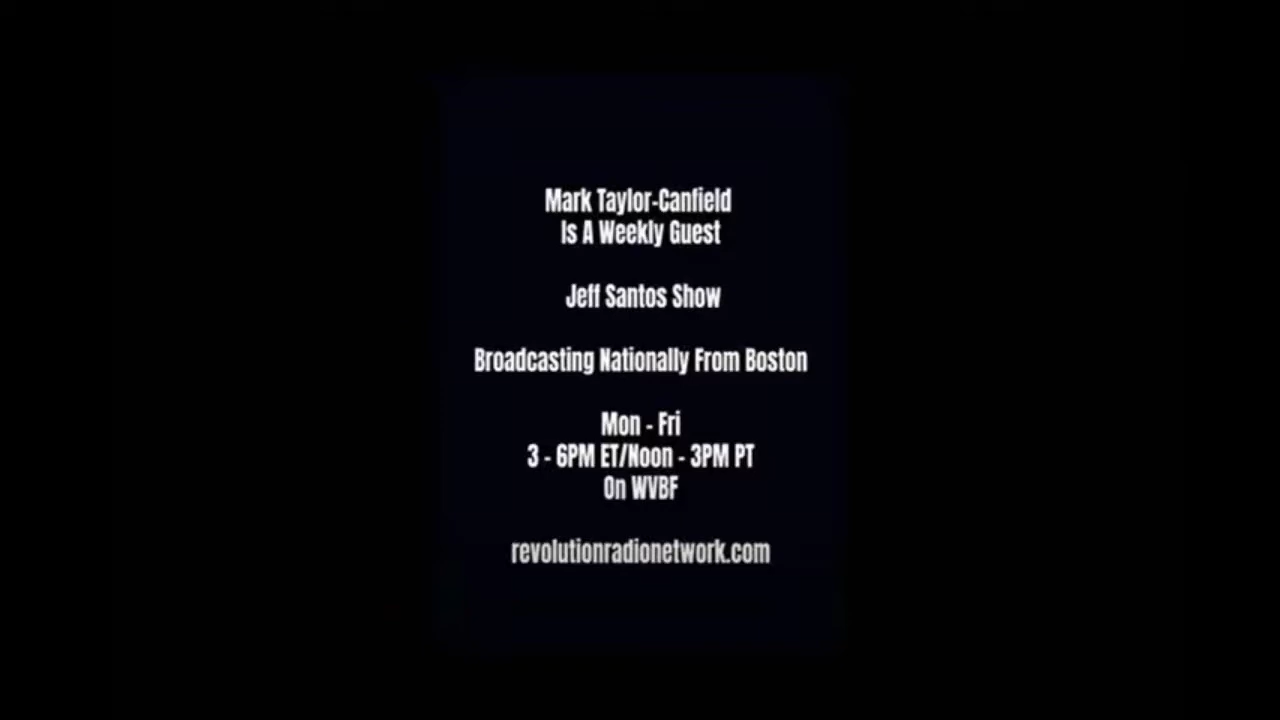 Mark Taylor-Canfield
Is A Weekly Guest
Jeff Santos Show
Broadcasting Nationally From Boston
Mon - Fri
3 - 6PM ET/Noon - 3PM PT
On WVBF
revolutionradionetwork.com